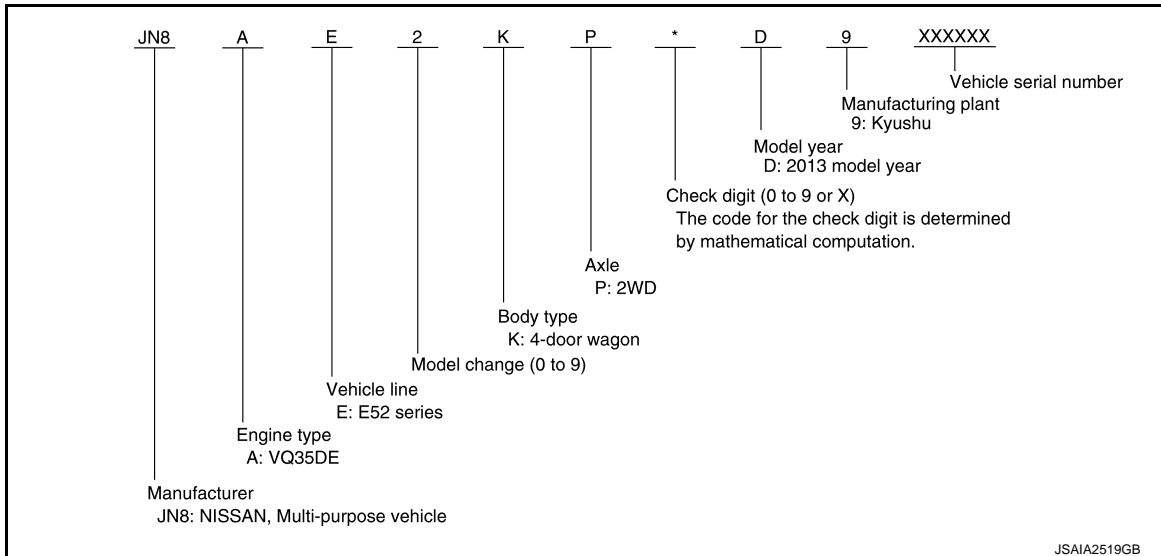 JN8 A E 2 K P * D 9 XXXXXX
Vehicle serial number
Manufacturing plant
9: Kyushu
Model year
D: 2013 model year
Check digit (0 to 9 or X)
The code for the check digit is determined
by mathematical computation.
Axle
P: 2WD
Body type
K: 4-door wagon
Model change (0 to 9)
Vehicle line
E: E52 series
Engine type
A: VQ35DE
Manufacturer
JN8: NISSAN, Multi-purpose vehicle
JSAIA2519GB